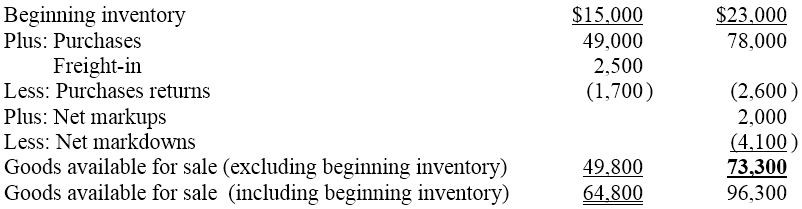 Beginning inventory $15,000 $23,000
Plus: Purchases 49,000 78,000
Freight-in 2,500
Less: Purchases returns (1,700) (2,600)
Plus: Net markups 2,000
Less: Net markdowns (4,100)
Goods available for sale (excluding beginning inventory) 49,800 73,300
Goods available for sale (including beginning inventory) 64,800 96,300